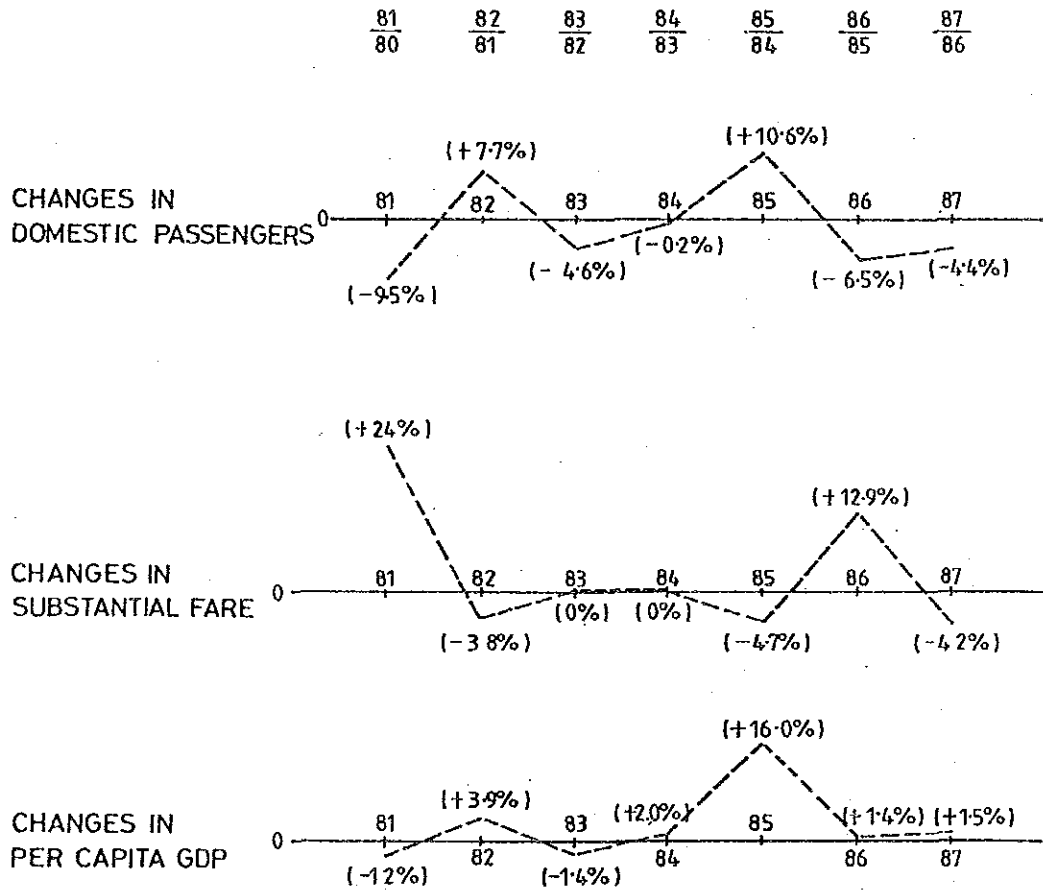 81/80 82/81 83/82 84/83 85/84 86/85 87/86
(+7·7%) (+10·6%)
CHANGES IN DOMESTIC PASSENGERS
0 81 82 83 84 85 86 87
(-9·5%) (- 4·6%) (-0·2%) (- 6·5%) (-4·4%)
(+24%) (+12·9%)
CHANGES IN SUBSTANTIAL FARE
0 81 82 83 84 85 86 87
(-3 8%) (0%) (0%) (-4·7%) (-4 2%)
(+16·0%)
(+3·9%) (+2·0%) (+1·4%) (+1·5%)
CHANGES IN PER CAPITA GDP
0 81 82 83 84 85 86 87
(-1 2%) (-1·4%)